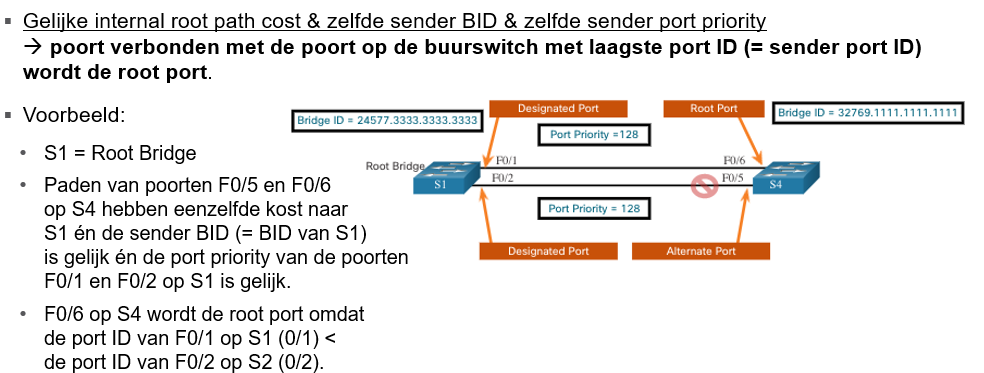 Gelijke internal root path cost & zelfde sender BID & zelfde sender port priority
→ poort verbonden met de poort op de buurswitch met laagste port ID (= sender port ID)
wordt de root port.
Voorbeeld:
S1 = Root Bridge
Paden van poorten F0/5 en F0/6
op S4 hebben eenzelfde kost naar
S1 én de sender BID (= BID van S1)
is gelijk én de port priority van de poorten
F0/1 en F0/2 op S1 is gelijk.
F0/6 op S4 wordt de root port omdat
de port ID van F0/1 op S1 (0/1) <
de port ID van F0/2 op S2 (0/2).
Designated Port
Root Port
Bridge ID = 24577.3333.3333.3333
Bridge ID = 32769.1111.1111.1111
Port Priority =128
Root Bridge
F0/1
F0/6
S1
F0/2
F0/5
S4
Port Priority = 128
Designated Port
Alternate Port